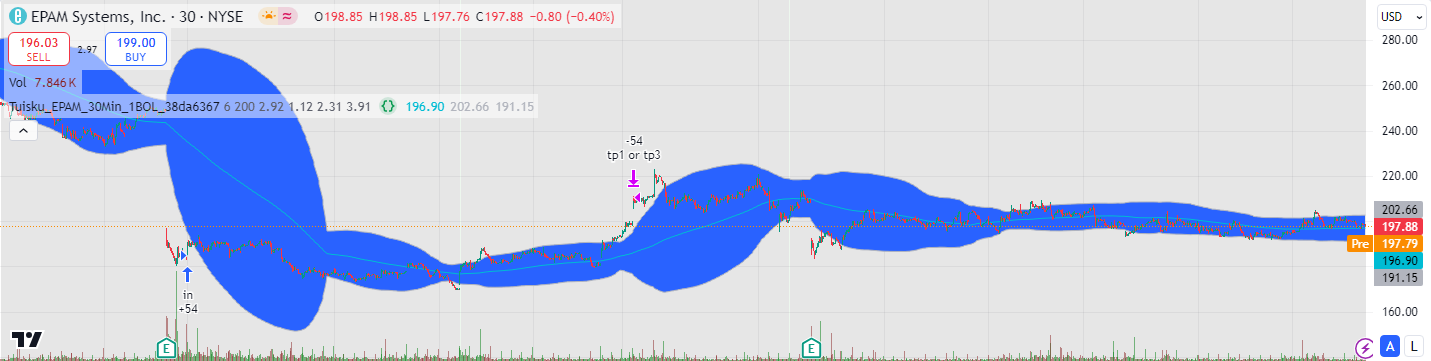 EPAM Systems, Inc. · 30 · NYSE O198.85 H198.85 L197.76 C197.88 −0.80 (−0.40%)
USD
196.03 2.97 199.00
SELL BUY
Vol 7.846K
Tuisku_EPAM_30Min_1BOL_38da6367 6 200 2.92 1.12 2.31 3.91 {} 196.90 202.66 191.15
280.00
260.00
240.00
220.00
202.66
197.88
Pre 197.79
196.90
191.15
160.00
-54
tp1 or tp3
in
+54
E
E
A L